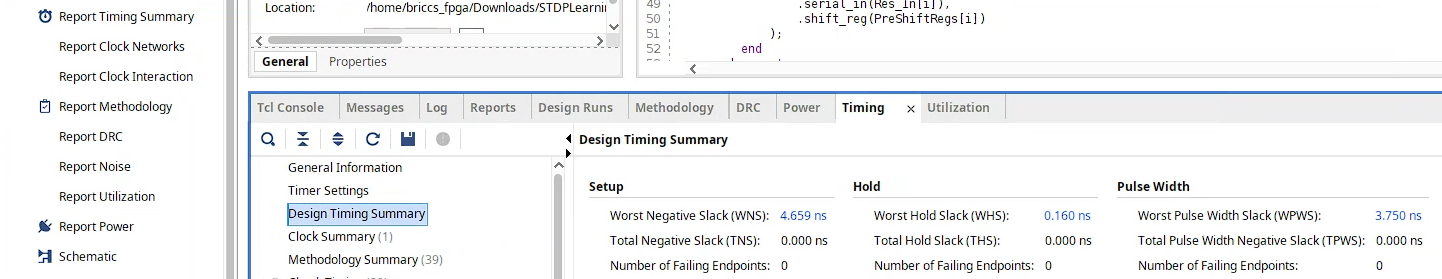 Report Timing Summary
Report Clock Networks
Report Clock Interaction
Report Methodology
Report DRC
Report Noise
Report Utilization
Report Power
Schematic
Location: /home/briccs_fpga/Downloads/STDPLearnin
General Properties
49 .serial_in(Res_In[i]),
50 .shift_reg(PreShiftRegs[i])
51 );
52 end
Tcl Console Messages Log Reports Design Runs Methodology DRC Power Timing × Utilization
General Information
Timer Settings
Design Timing Summary
Clock Summary (1)
Methodology Summary (39)
Design Timing Summary
Setup Hold Pulse Width
Worst Negative Slack (WNS): 4.659 ns Worst Hold Slack (WHS): 0.160 ns Worst Pulse Width Slack (WPWS): 3.750 ns
Total Negative Slack (TNS): 0.000 ns Total Hold Slack (THS): 0.000 ns Total Pulse Width Negative Slack (TPWS): 0.000 ns
Number of Failing Endpoints: 0 Number of Failing Endpoints: 0 Number of Failing Endpoints: 0